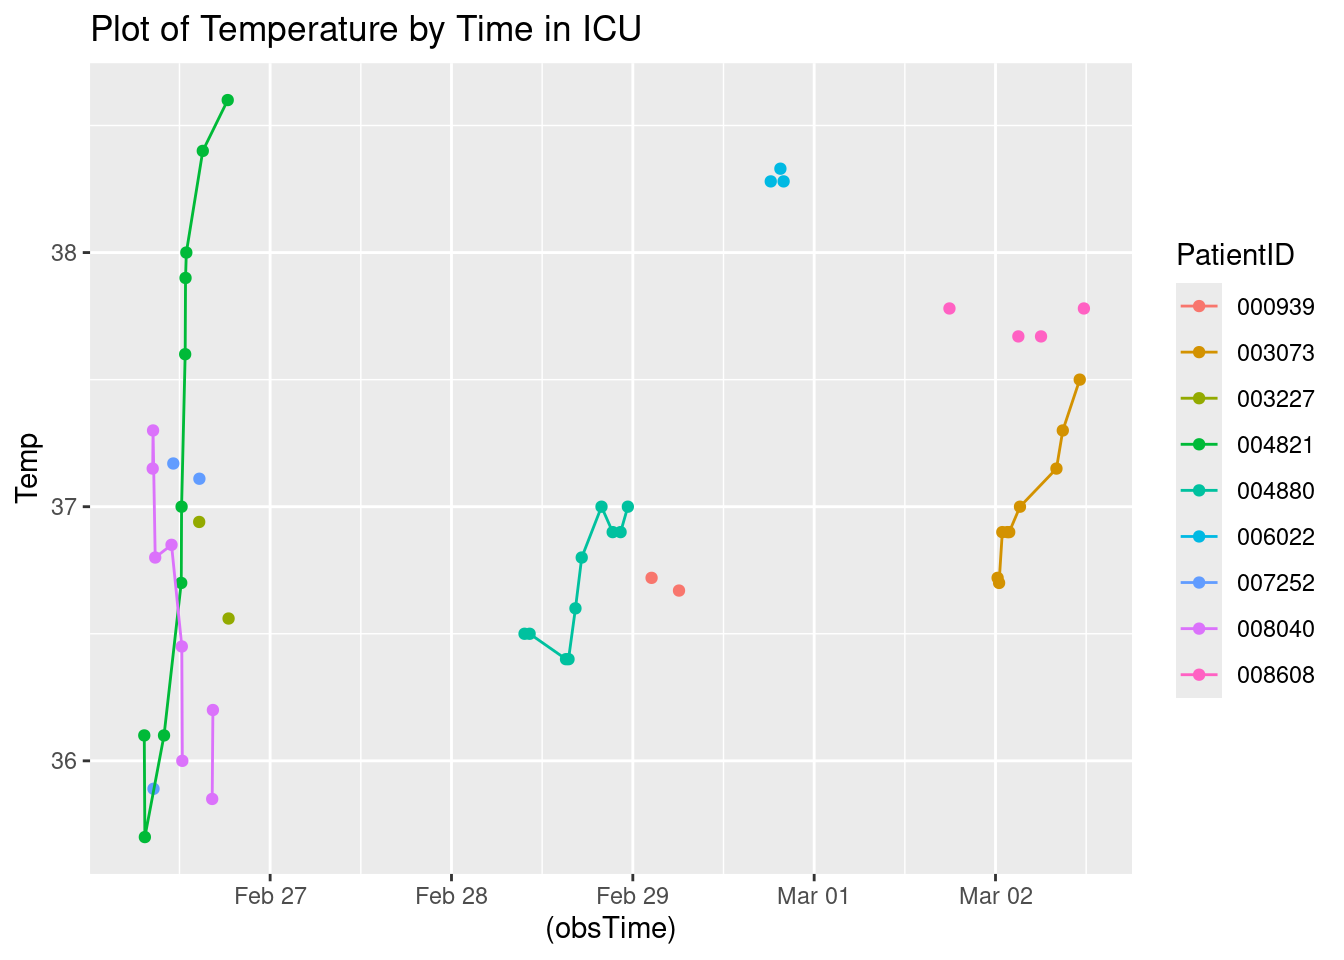 Plot of Temperature by Time in ICU
Temp
38
37
36
Feb 27
Feb 28
Feb 29
Mar 01
Mar 02
(obsTime)
PatientID
000939
003073
003227
004821
004880
006022
007252
008040
008608